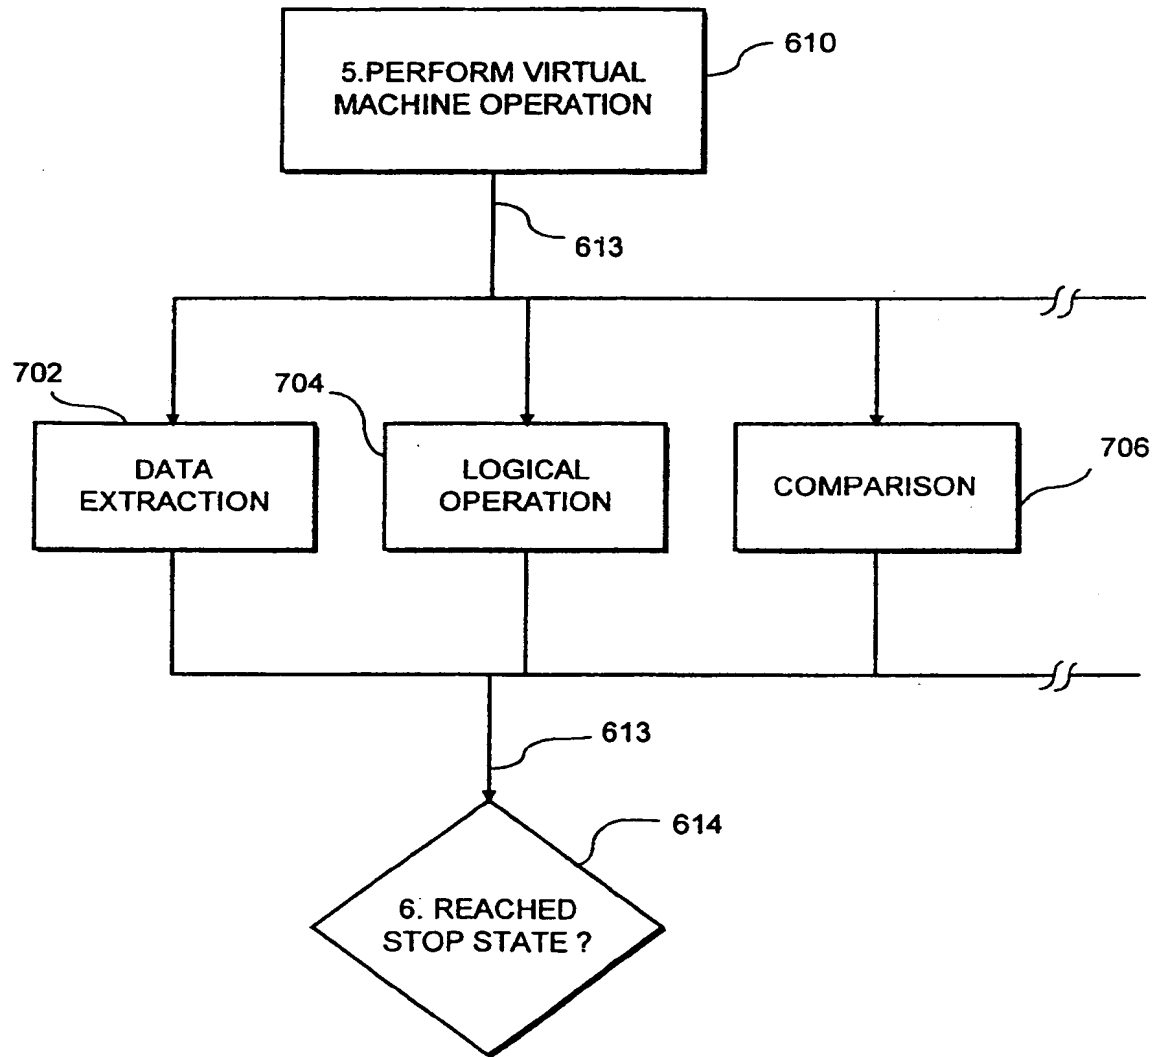 5.PERFORM VIRTUAL
MACHINE OPERATION
610
613
702
704
706
DATA
EXTRACTION
LOGICAL
OPERATION
COMPARISON
613
614
6. REACHED
STOP STATE ?